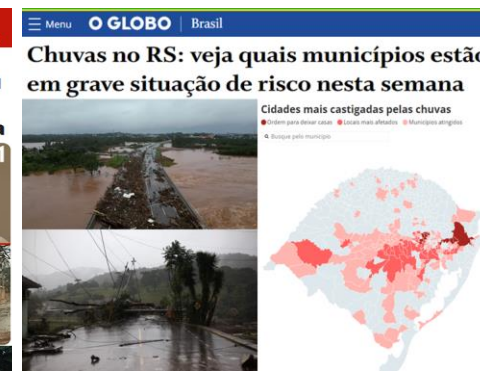 Menu O GLOBO | Brasil
Chuvas no RS: veja quais municípios estão
em grave situação de risco nesta semana
Cidades mais castigadas pelas chuvas
Ordem para deixar casas Locais mais afetados Municípios atingidos
Busque pelo município